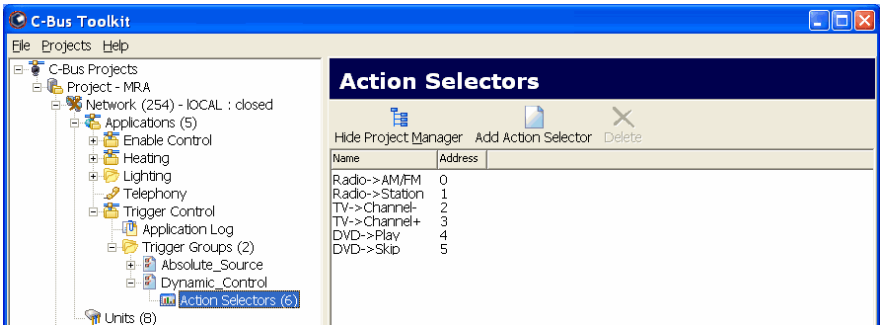 C-Bus Toolkit
File Projects Help
C-Bus Projects
Project - MRA
Network (254) - lOCAL : closed
Applications (5)
Enable Control
Heating
Lighting
Telephony
Trigger Control
Application Log
Trigger Groups (2)
Absolute_Source
Dynamic_Control
Action Selectors (6)
Units (8)
Action Selectors
Hide Project Manager Add Action Selector Delete
Name Address
Radio->AM/FM 0
Radio->Station 1
TV->Channel- 2
TV->Channel+ 3
DVD->Play 4
DVD->Skip 5